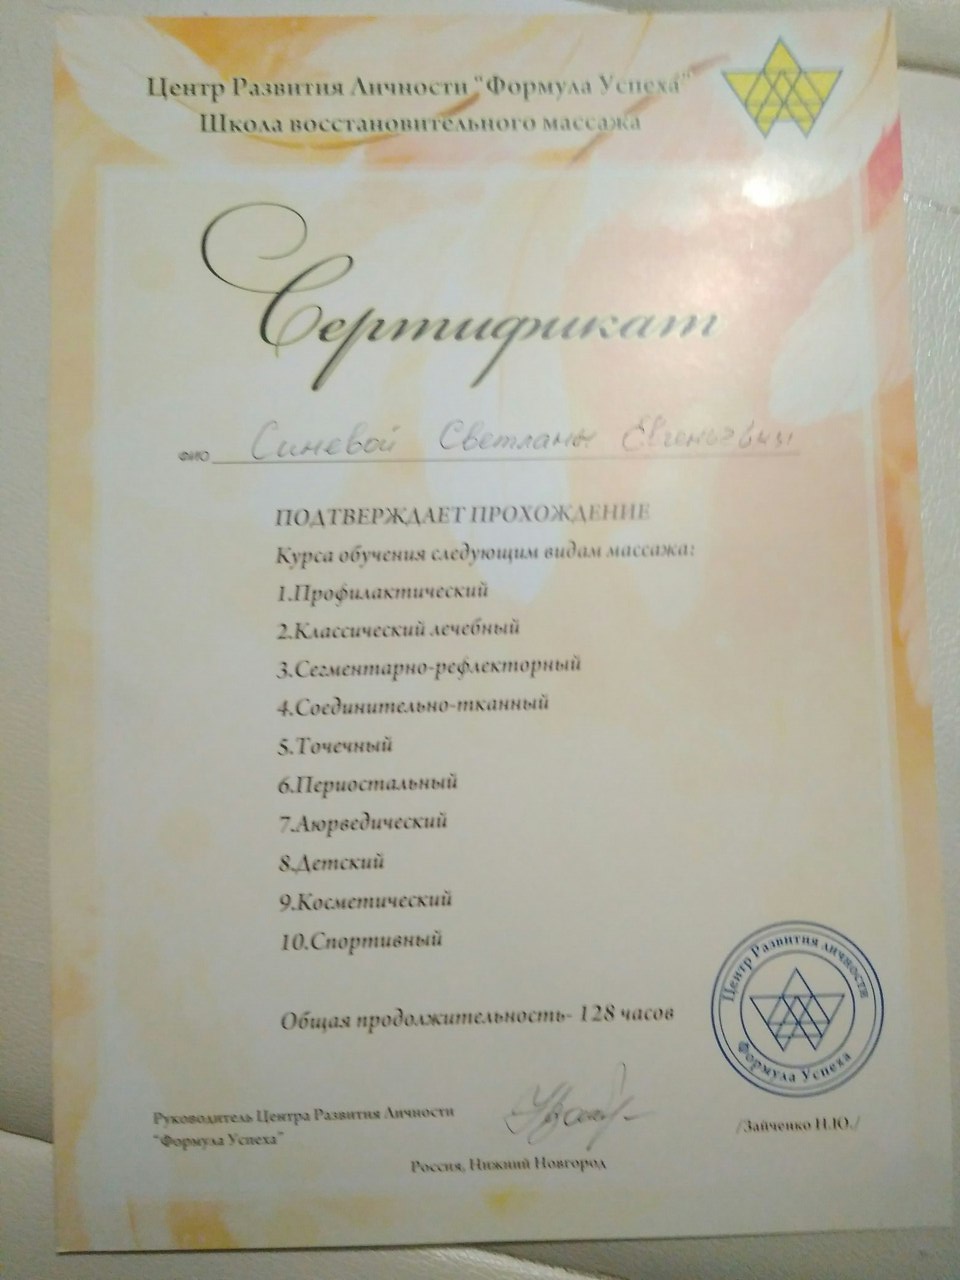 Центр Развития Личности "Формула Успеха"
Школа восстановительного массажа
Сертификат
ФИО Синевой Светланы Евгеньевны
ПОДТВЕРЖДАЕТ ПРОХОЖДЕНИЕ
Курса обучения следующим видам массажа:
1.Профилактический
2.Классический лечебный
3.Сегментарно-рефлекторный
4.Соединительно-тканный
5.Точечный
6.Периостальный
7.Аюрведический
8.Детский
9.Косметический
10.Спортивный
Общая продолжительность- 128 часов
Центр Развития личности
Формула Успеха
Руководитель Центра Развития Личности
"Формула Успеха"
/Зайченко Н.Ю./
Россия, Нижний Новгород